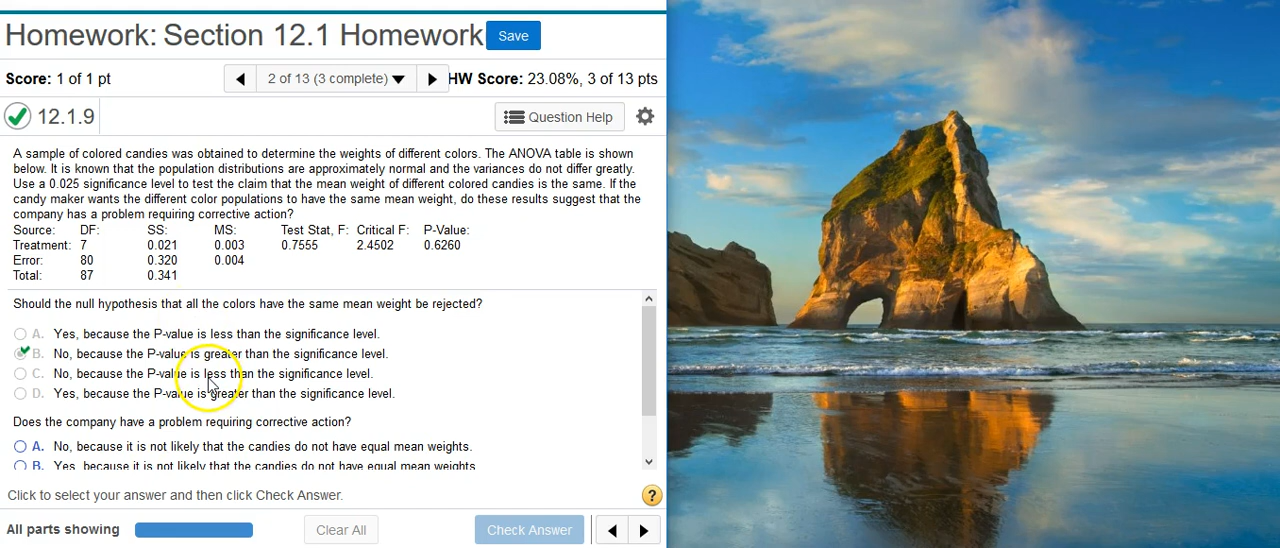 Homework: Section 12.1 Homework Save
Score: 1 of 1 pt 2 of 13 (3 complete) HW Score: 23.08%, 3 of 13 pts
12.1.9 Question Help
A sample of colored candies was obtained to determine the weights of different colors. The ANOVA table is shown
below. It is known that the population distributions are approximately normal and the variances do not differ greatly.
Use a 0.025 significance level to test the claim that the mean weight of different colored candies is the same. If the
candy maker wants the different color populations to have the same mean weight, do these results suggest that the
company has a problem requiring corrective action?
Source: DF: SS: MS: Test Stat, F: Critical F: P-Value:
Treatment: 7 0.021 0.003 0.7555 2.4502 0.6260
Error: 80 0.320 0.004
Total: 87 0.341
Should the null hypothesis that all the colors have the same mean weight be rejected?
A. Yes, because the P-value is less than the significance level.
B. No, because the P-value is greater than the significance level.
C. No, because the P-value is less than the significance level.
D. Yes, because the P-value is greater than the significance level.
Does the company have a problem requiring corrective action?
A. No, because it is not likely that the candies do not have equal mean weights.
B. Yes, because it is not likely that the candies do not have equal mean weights
Click to select your answer and then click Check Answer. ?
All parts showing Clear All Check Answer